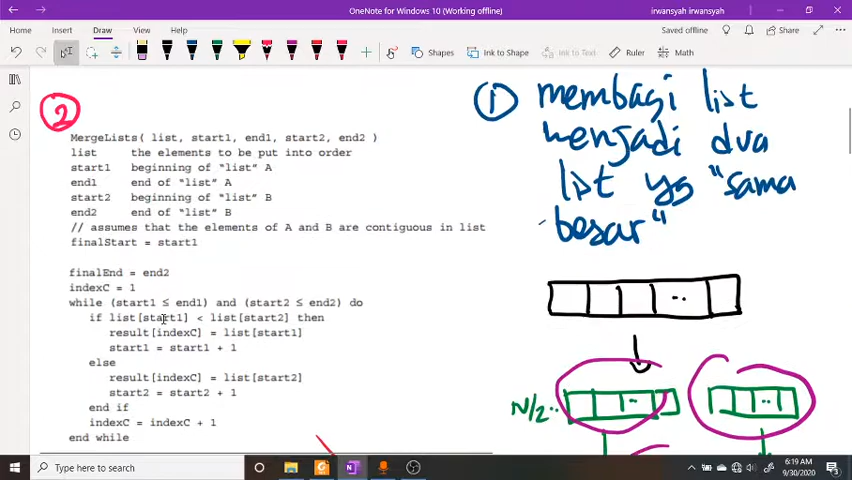 OneNote for Windows 10 (Working offline)
irwansyah irwansyah
Home
Insert
Draw
View
Help
Class Notebook
Saved offline
Share
Shapes
Ink to Shape
Ink to Text
Ruler
Math
2
MergeLists( list, start1, end1, start2, end2 )
list the elements to be put into order
start1 beginning of "list" A
end1 end of "list" A
start2 beginning of "list" B
end2 end of "list" B
// assumes that the elements of A and B are contiguous in list
finalStart = start1
finalEnd = end2
indexC = 1
while (start1 ≤ end1) and (start2 ≤ end2) do
if list[start1] < list[start2] then
result[indexC] = list[start1]
start1 = start1 + 1
else
result[indexC] = list[start2]
start2 = start2 + 1
end if
indexC = indexC + 1
end while
1 membagi list
menjadi dua
list yg "sama
besar"
N/2
Type here to search
6:19 AM
9/30/2020